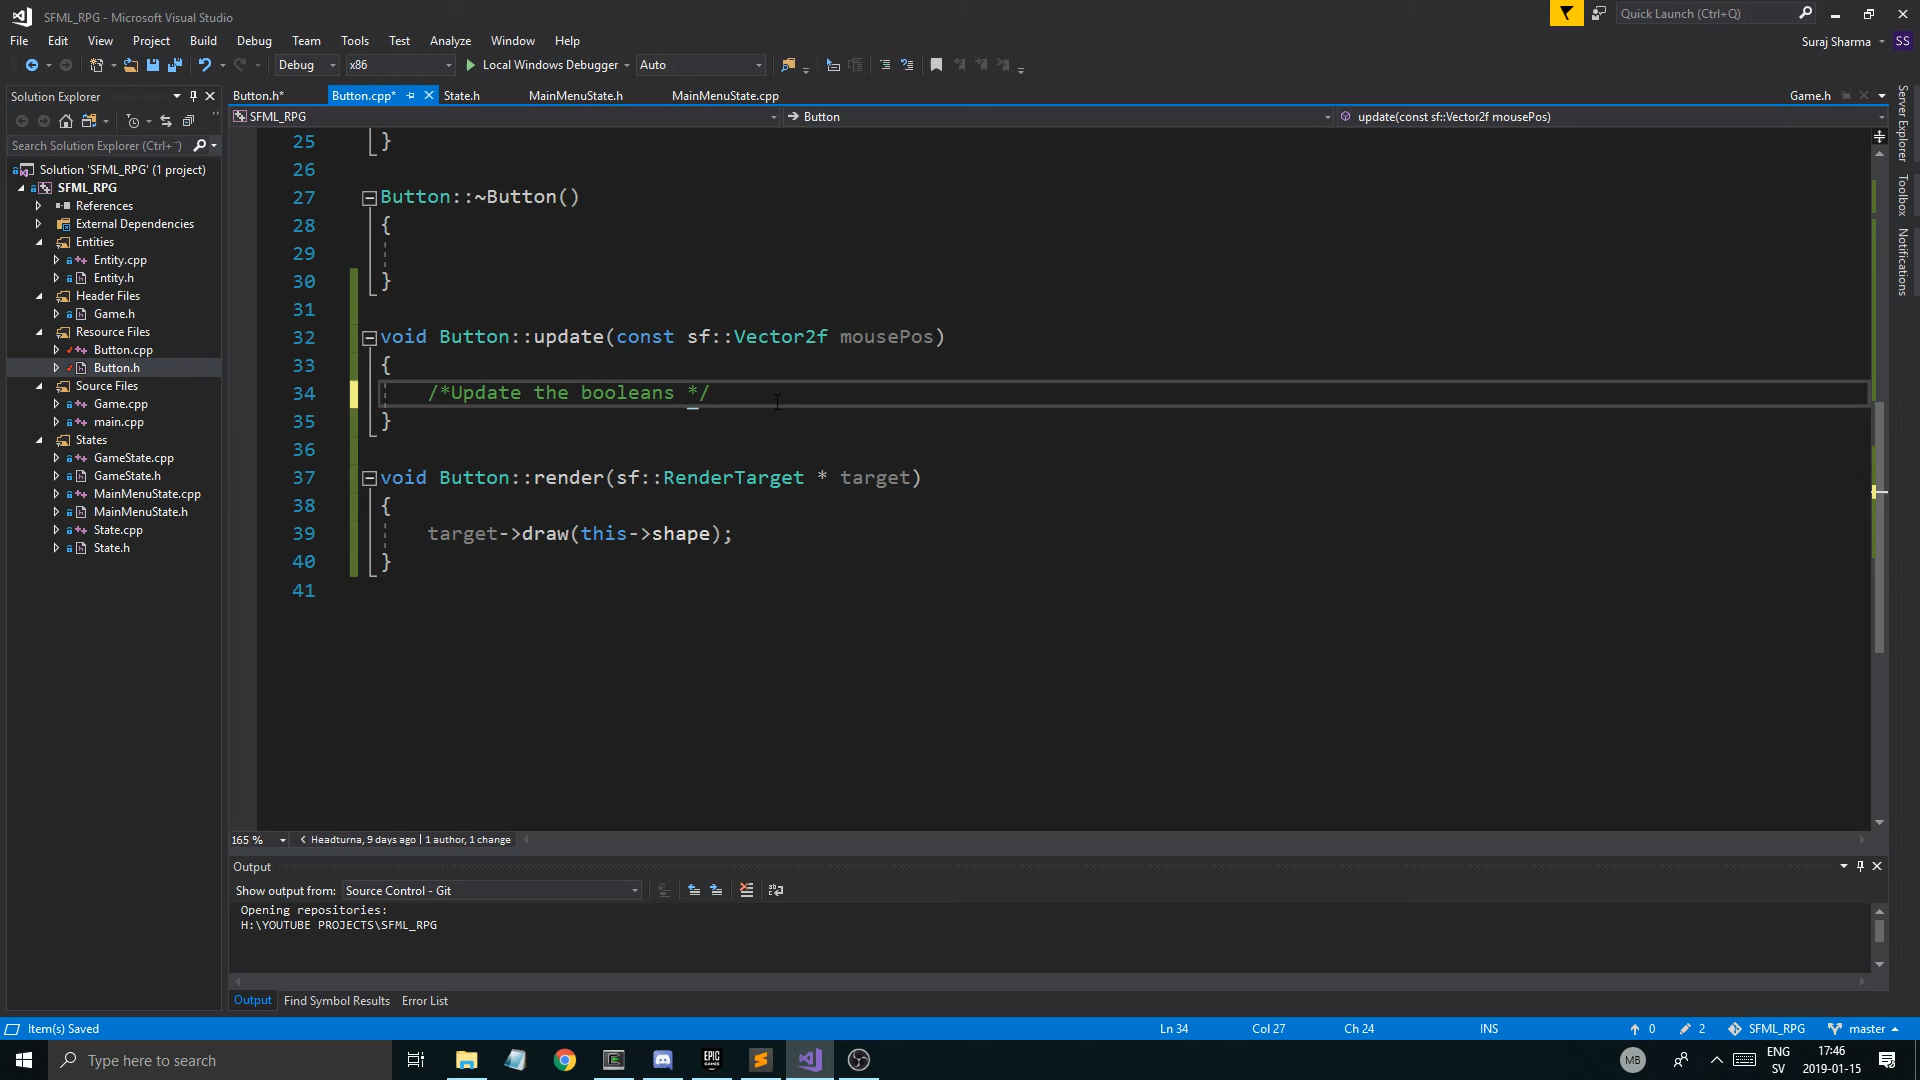 SFML_RPG - Microsoft Visual Studio
Quick Launch (Ctrl+Q)
File Edit View Project Build Debug Team Tools Test Analyze Window Help
Suraj Sharma SS
Debug x86 Local Windows Debugger Auto
Solution Explorer
Button.h* Button.cpp* State.h MainMenuState.h MainMenuState.cpp Game.h
SFML_RPG Button update(const sf::Vector2f mousePos)
Search Solution Explorer (Ctrl+¨)
Solution 'SFML_RPG' (1 project)
SFML_RPG
References
External Dependencies
Entities
Entity.cpp
Entity.h
Header Files
Game.h
Resource Files
Button.cpp
Button.h
Source Files
Game.cpp
main.cpp
States
GameState.cpp
GameState.h
MainMenuState.cpp
MainMenuState.h
State.cpp
State.h
25 }
26
27 Button::~Button()
28 {
29
30 }
31
32 void Button::update(const sf::Vector2f mousePos)
33 {
34 /*Update the booleans */
35 }
36
37 void Button::render(sf::RenderTarget * target)
38 {
39 target->draw(this->shape);
40 }
41
Server Explorer
Toolbox
Notifications
165 % Headturna, 9 days ago | 1 author, 1 change
Output
Show output from: Source Control - Git
Opening repositories:
H:\YOUTUBE PROJECTS\SFML_RPG
Output Find Symbol Results Error List
Item(s) Saved Ln 34 Col 27 Ch 24 INS 0 2 SFML_RPG master
Type here to search
EPIC GAMES
MB
ENG
SV
17:46
2019-01-15